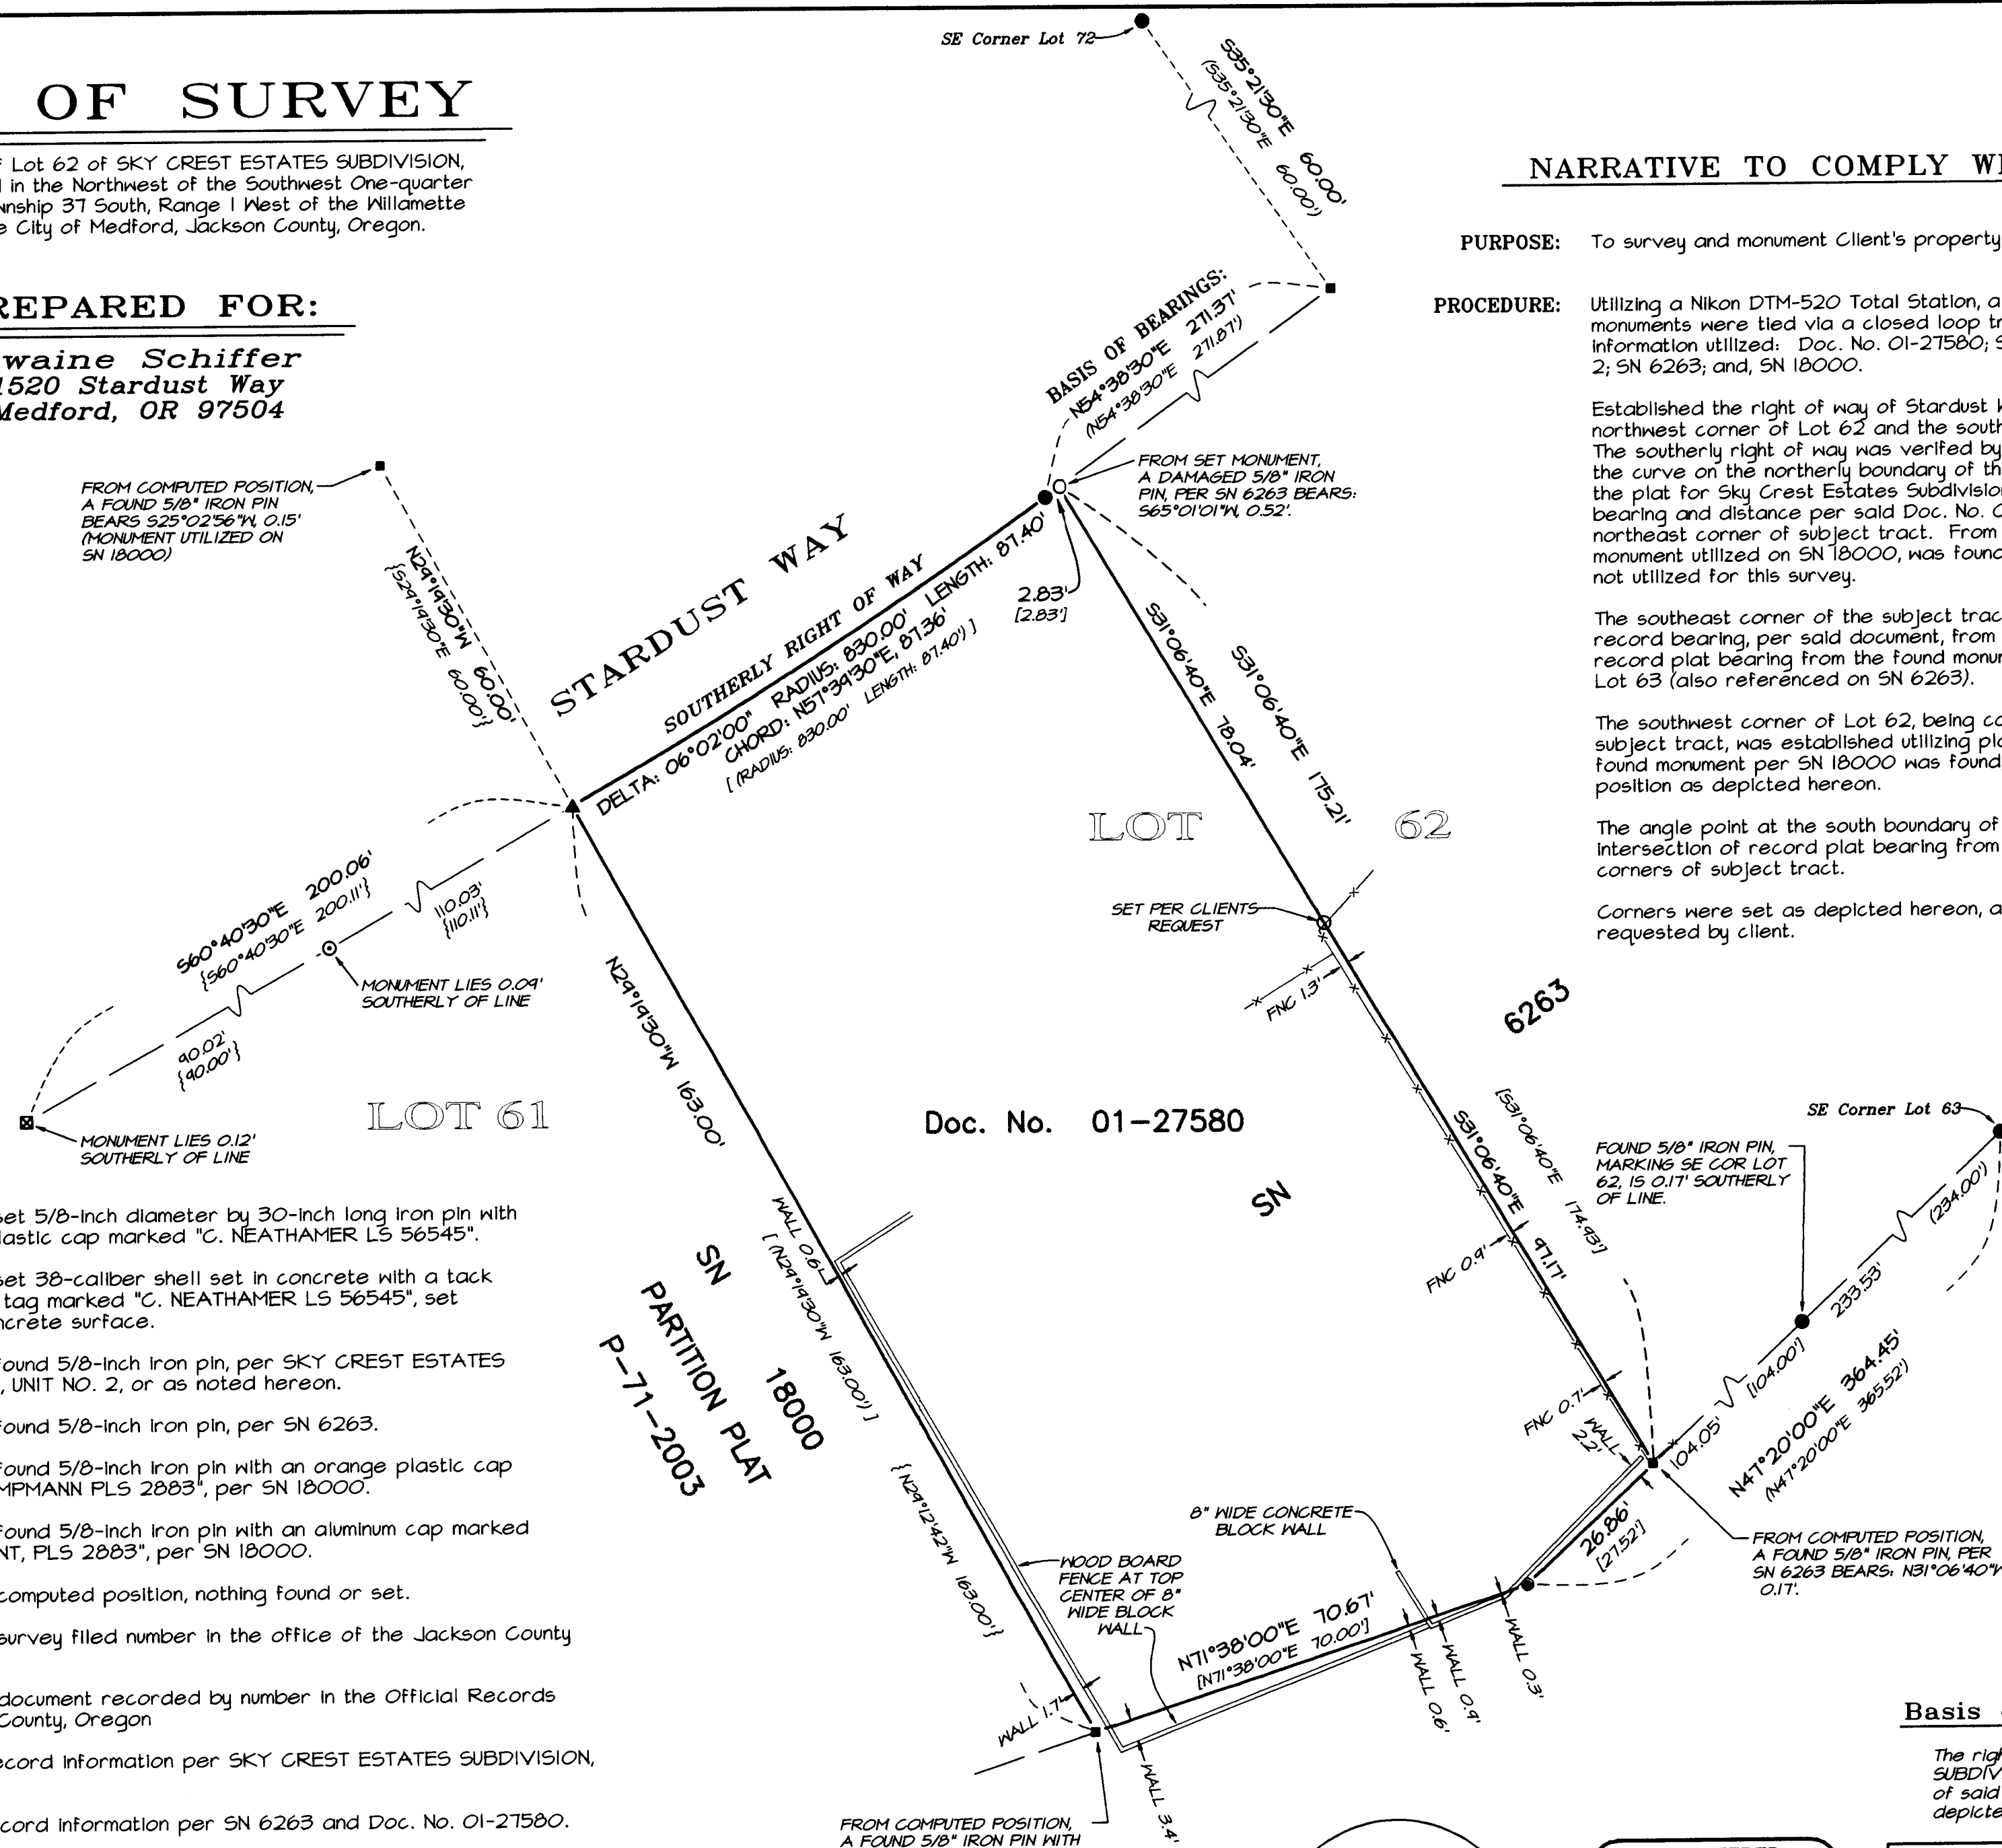 OF SURVEY
Lot 62 of SKY CREST ESTATES SUBDIVISION,
in the Northwest of the Southwest One-quarter
wnship 37 South, Range 1 West of the Willamette
e City of Medford, Jackson County, Oregon.
REPARED FOR:
waine Schiffer
1520 Stardust Way
Medford, OR 97504
SE Corner Lot 72
S35°21'30"E 60.00'
(S35°21'30"E 60.00')
NARRATIVE TO COMPLY WI
PURPOSE: To survey and monument Client's property
PROCEDURE: Utilizing a Nikon DTM-520 Total Station, a
monuments were tied via a closed loop tr
information utilized: Doc. No. 01-27580; S
2; SN 6263; and, SN 18000.
Established the right of way of Stardust W
northwest corner of Lot 62 and the south
The southerly right of way was verifed by
the curve on the northerly boundary of th
the plat for Sky Crest Estates Subdivision
bearing and distance per said Doc. No. O
northeast corner of subject tract. From
monument utilized on SN 18000, was found
not utilized for this survey.
The southeast corner of the subject trac
record bearing, per said document, from
record plat bearing from the found monu
Lot 63 (also referenced on SN 6263).
The southwest corner of Lot 62, being co
subject tract, was established utilizing pla
found monument per SN 18000 was found
position as depicted hereon.
The angle point at the south boundary of
intersection of record plat bearing from
corners of subject tract.
Corners were set as depicted hereon, a
requested by client.
BASIS OF BEARINGS:
N54°38'30"E 271.37'
(N54°38'30"E 271.87')
FROM SET MONUMENT,
A DAMAGED 5/8" IRON
PIN, PER SN 6263 BEARS:
S65°01'01"W, 0.52'.
FROM COMPUTED POSITION,
A FOUND 5/8" IRON PIN
BEARS S25°02'56"W, 0.15'
(MONUMENT UTILIZED ON
SN 18000)
N29°19'30"W 60.00'
{S29°19'30"E 60.00'}
STARDUST WAY
SOUTHERLY RIGHT OF WAY
DELTA: 06°02'00" RADIUS: 830.00' LENGTH: 87.40'
CHORD: N57°39'30"E, 87.36'
[ (RADIUS: 830.00' LENGTH: 87.40') ]
2.83'
[2.83']
S31°06'40"E 78.04'
S31°06'40"E 175.21'
LOT 62
SET PER CLIENTS
REQUEST
FNC 1.3'
S60°40'30"E 200.06'
{S60°40'30"E 200.11'}
110.03'
{110.11'}
MONUMENT LIES 0.09'
SOUTHERLY OF LINE
90.02'
{90.00'}
MONUMENT LIES 0.12'
SOUTHERLY OF LINE
LOT 61
N29°19'30"W 163.00'
Doc. No. 01-27580
SN 6263
S31°06'40"E 97.17'
[S31°06'40"E 174.93']
SE Corner Lot 63
FOUND 5/8" IRON PIN,
MARKING SE COR LOT
62, IS 0.17' SOUTHERLY
OF LINE.
(234.00')
233.53'
[104.00']
104.05'
N47°20'00"E 364.45'
(N47°20'00"E 365.52')
FNC 0.9'
FNC 0.7'
WALL
2.2'
26.86'
[27.52']
FROM COMPUTED POSITION,
A FOUND 5/8" IRON PIN, PER
SN 6263 BEARS: N31°06'40"W
0.17'.
WALL 0.6'
[ (N29°19'30"W 163.00') ]
{N29°12'42"W 163.00'}
SN 18000
PARTITION PLAT
P-71-2003
8" WIDE CONCRETE
BLOCK WALL
WOOD BOARD
FENCE AT TOP
CENTER OF 8"
WIDE BLOCK
WALL
N71°38'00"E 70.67'
[N71°38'00"E 70.00']
WALL 0.3'
WALL 0.9'
WALL 0.6'
WALL 1.7'
WALL 3.4'
FROM COMPUTED POSITION,
A FOUND 5/8" IRON PIN WITH
set 5/8-inch diameter by 30-inch long iron pin with
lastic cap marked "C. NEATHAMER LS 56545".
set 38-caliber shell set in concrete with a tack
tag marked "C. NEATHAMER LS 56545", set
ncrete surface.
found 5/8-inch iron pin, per SKY CREST ESTATES
, UNIT NO. 2, or as noted hereon.
found 5/8-inch iron pin, per SN 6263.
found 5/8-inch iron pin with an orange plastic cap
MPMANN PLS 2883", per SN 18000.
found 5/8-inch iron pin with an aluminum cap marked
NT, PLS 2883", per SN 18000.
computed position, nothing found or set.
survey filed number in the office of the Jackson County
document recorded by number in the Official Records
County, Oregon
ecord information per SKY CREST ESTATES SUBDIVISION,
cord information per SN 6263 and Doc. No. 01-27580.
Basis
The righ
SUBDIV
of said
depicte